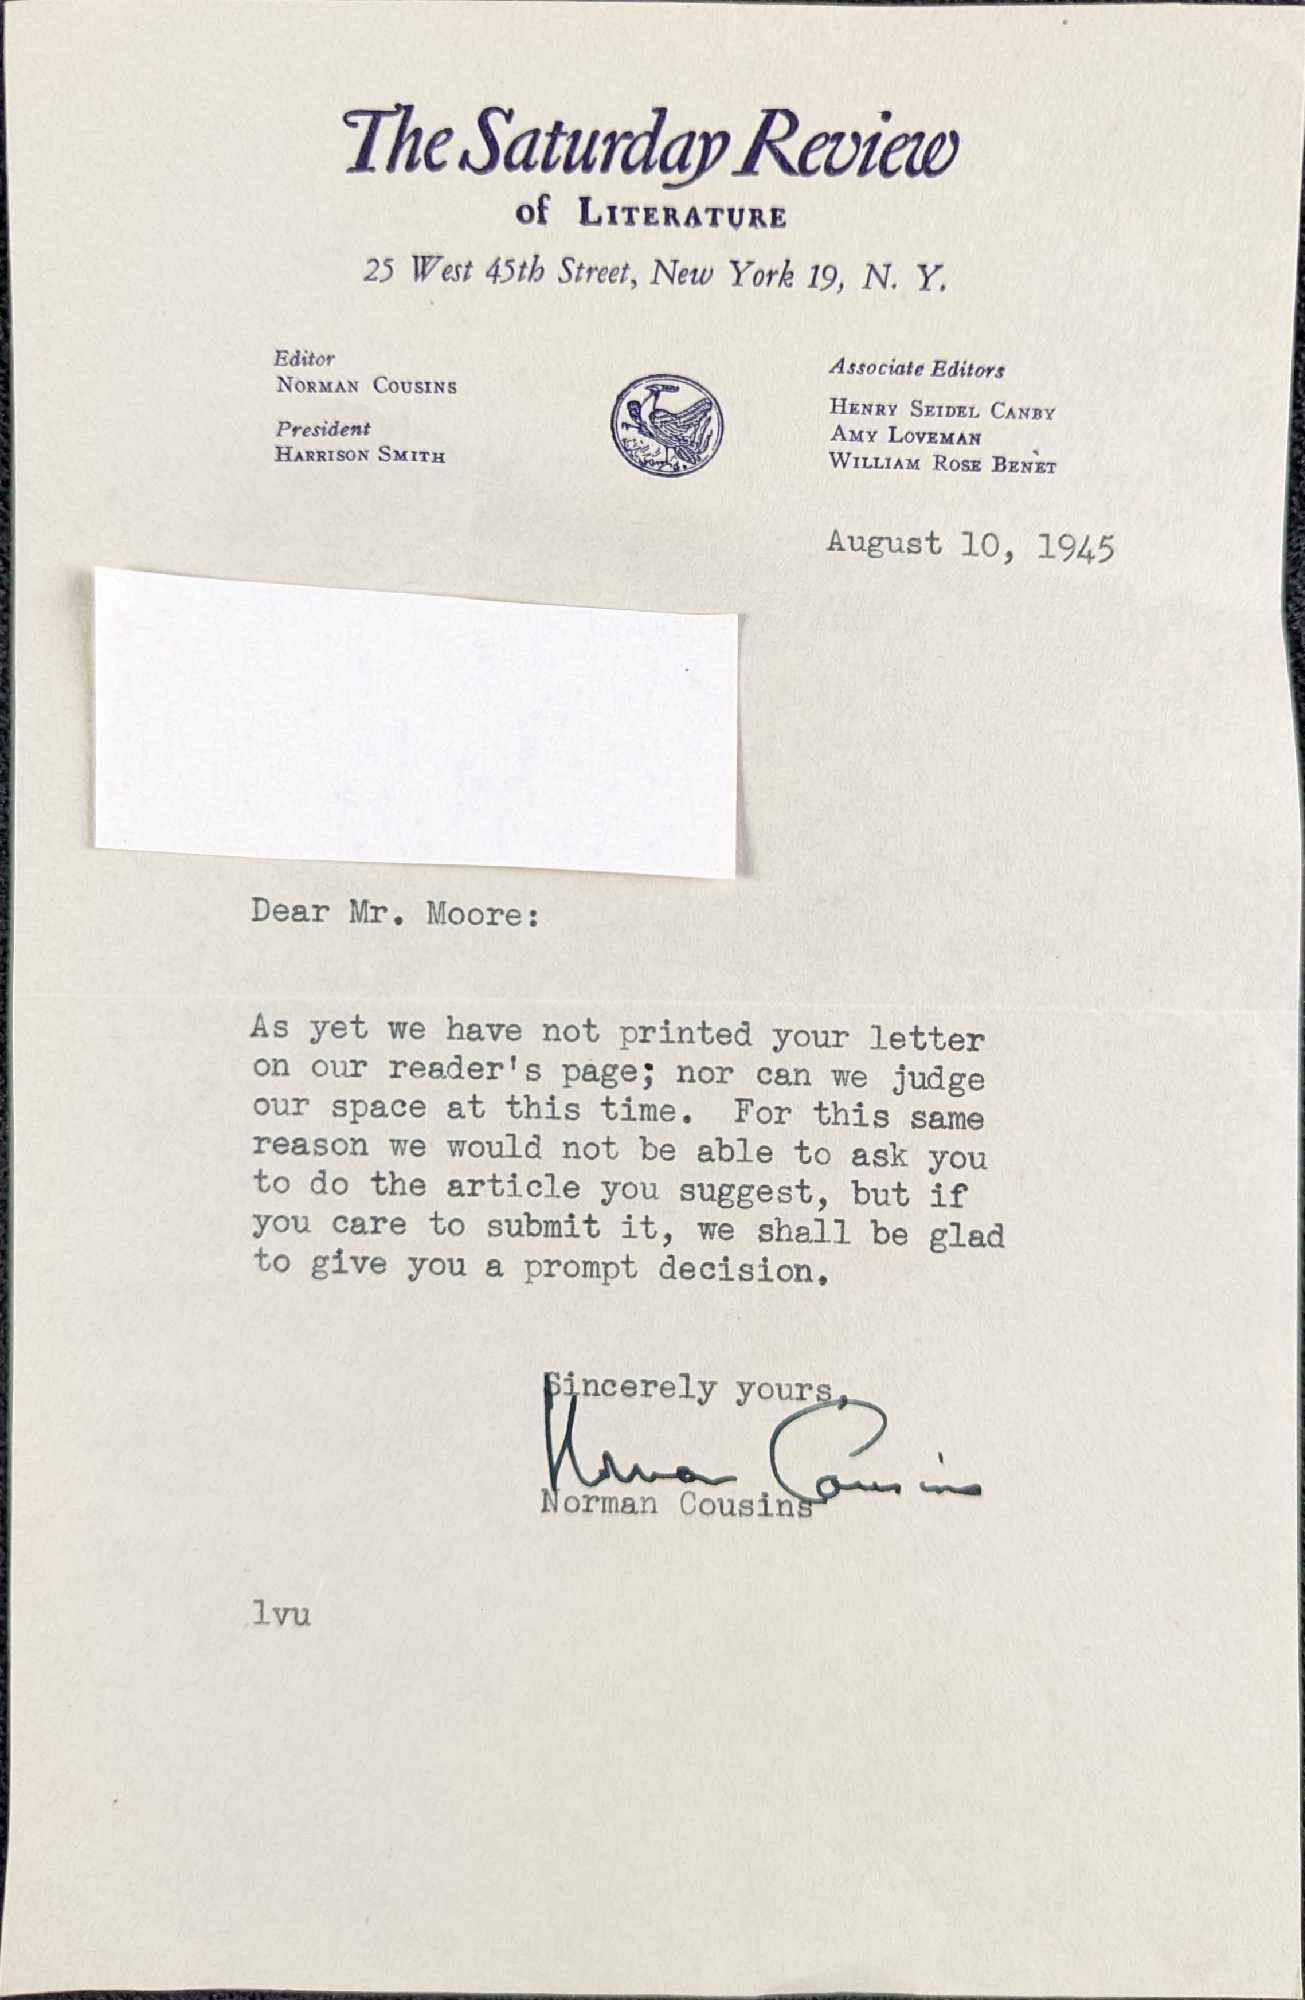 The Saturday Review
of LITERATURE
25 West 45th Street, New York 19, N. Y.
Editor
NORMAN COUSINS
President
HARRISON SMITH
Associate Editors
HENRY SEIDEL CANBY
AMY LOVEMAN
WILLIAM ROSE BENÉT
August 10, 1945
Dear Mr. Moore:
As yet we have not printed your letter
on our reader's page; nor can we judge
our space at this time. For this same
reason we would not be able to ask you
to do the article you suggest, but if
you care to submit it, we shall be glad
to give you a prompt decision.
Sincerely yours,
Norman Cousins
Norman Cousins
lvu